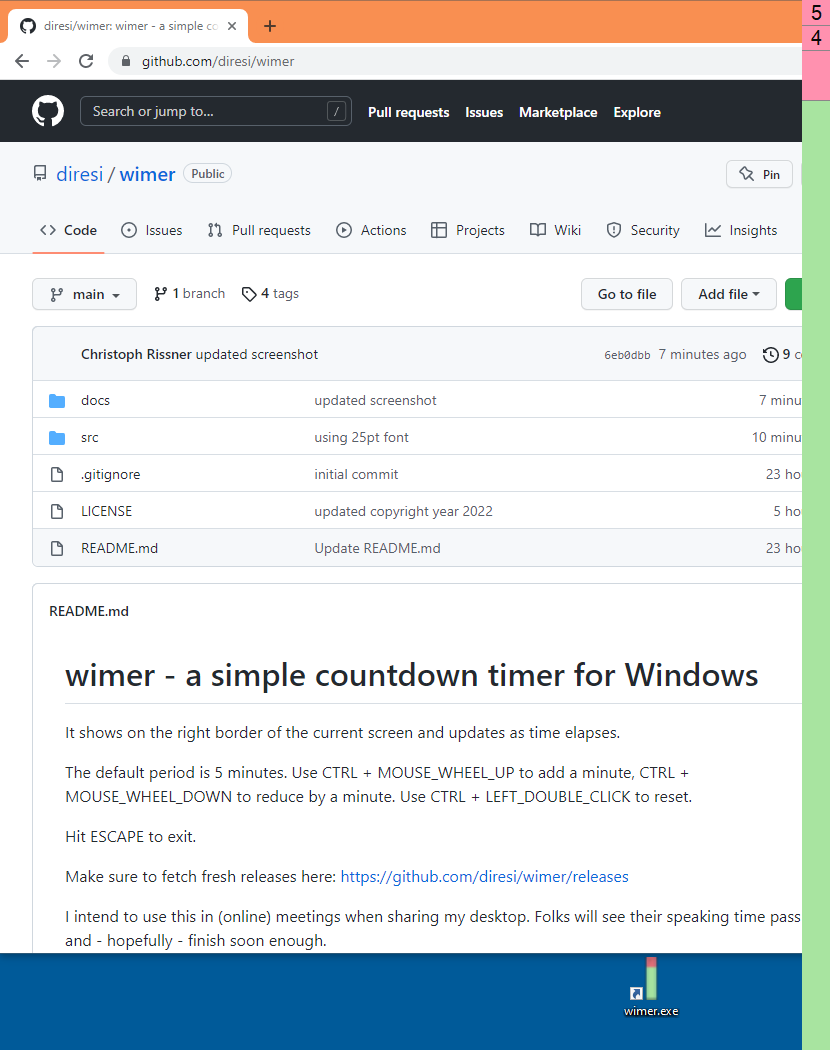 diresi/wimer: wimer - a simple co
5
4
github.com/diresi/wimer
Search or jump to... /
Pull requests Issues Marketplace Explore
diresi / wimer Public
Pin
Code Issues Pull requests Actions Projects Wiki Security Insights
main 1 branch 4 tags Go to file Add file
Christoph Rissner updated screenshot 6eb0dbb 7 minutes ago 9 c
docs updated screenshot 7 minu
src using 25pt font 10 minu
.gitignore initial commit 23 ho
LICENSE updated copyright year 2022 5 ho
README.md Update README.md 23 ho
README.md
wimer - a simple countdown timer for Windows
It shows on the right border of the current screen and updates as time elapses.
The default period is 5 minutes. Use CTRL + MOUSE_WHEEL_UP to add a minute, CTRL +
MOUSE_WHEEL_DOWN to reduce by a minute. Use CTRL + LEFT_DOUBLE_CLICK to reset.
Hit ESCAPE to exit.
Make sure to fetch fresh releases here: https://github.com/diresi/wimer/releases
I intend to use this in (online) meetings when sharing my desktop. Folks will see their speaking time pass
and - hopefully - finish soon enough.
wimer.exe